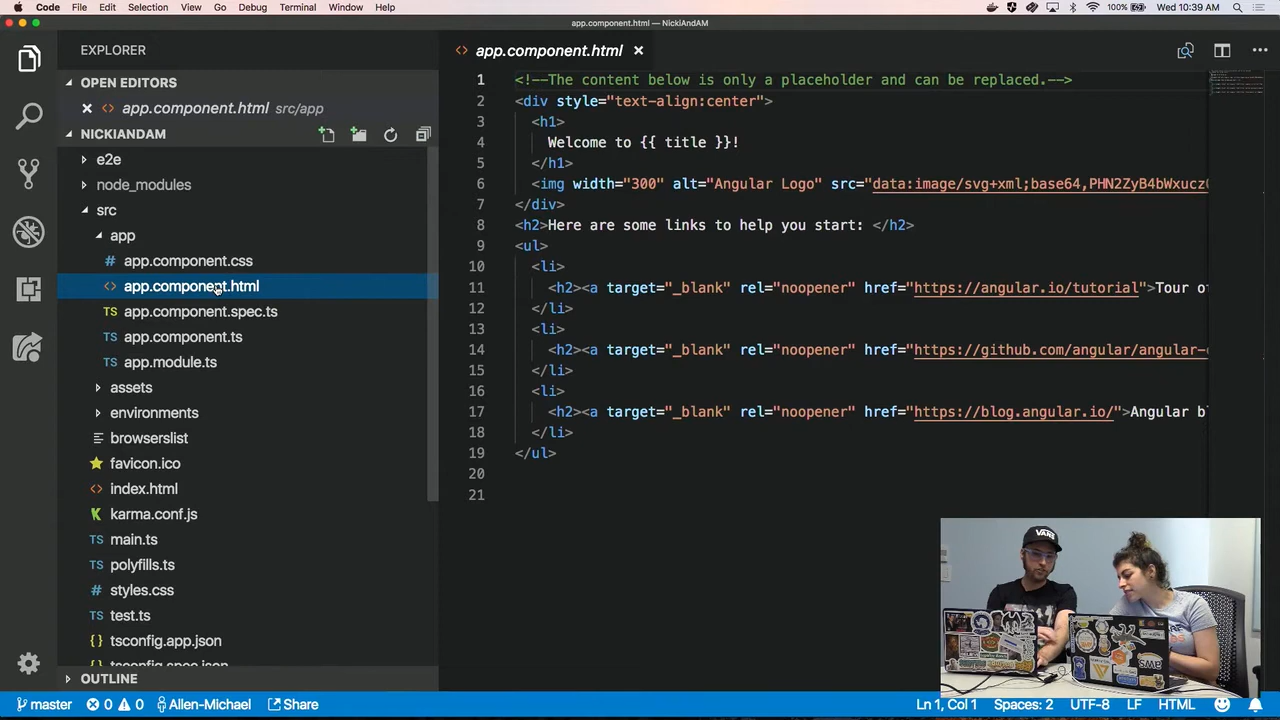 Code File Edit Selection View Go Debug Terminal Window Help 100% Wed 10:39 AM
app.component.html — NickiAndAM
EXPLORER
OPEN EDITORS
app.component.html src/app
NICKIANDAM
e2e
node_modules
src
app
app.component.css
app.component.html
app.component.spec.ts
app.component.ts
app.module.ts
assets
environments
browserslist
favicon.ico
index.html
karma.conf.js
main.ts
polyfills.ts
styles.css
test.ts
tsconfig.app.json
tsconfig.spec.json
OUTLINE
app.component.html
1 <!--The content below is only a placeholder and can be replaced.-->
2 <div style="text-align:center">
3 <h1>
4 Welcome to {{ title }}!
5 </h1>
6 <img width="300" alt="Angular Logo" src="data:image/svg+xml;base64,PHN2ZyB4bWxucz0
7 </div>
8 <h2>Here are some links to help you start: </h2>
9 <ul>
10 <li>
11 <h2><a target="_blank" rel="noopener" href="https://angular.io/tutorial">Tour of
12 </li>
13 <li>
14 <h2><a target="_blank" rel="noopener" href="https://github.com/angular/angular-c
15 </li>
16 <li>
17 <h2><a target="_blank" rel="noopener" href="https://blog.angular.io/">Angular bl
18 </li>
19 </ul>
20
21
VANS
aws
master 0 0 Allen-Michael Share Ln 1, Col 1 Spaces: 2 UTF-8 LF HTML